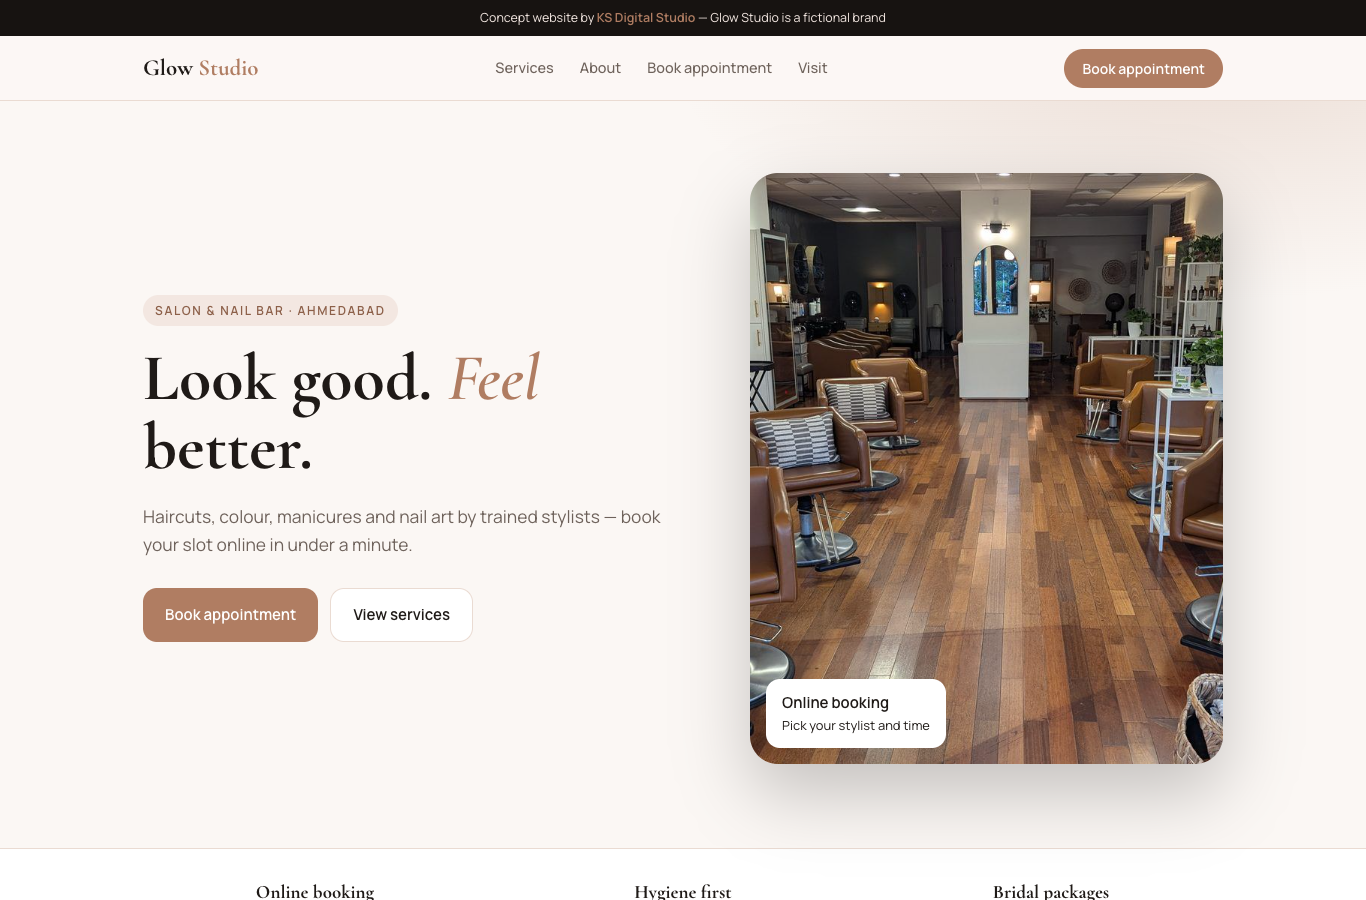 Concept website by KS Digital Studio — Glow Studio is a fictional brand
Glow Studio
Services
About
Book appointment
Visit
Book appointment
SALON & NAIL BAR · AHMEDABAD
Look good. Feel
better.
Haircuts, colour, manicures and nail art by trained stylists — book
your slot online in under a minute.
Book appointment
View services
Online booking
Pick your stylist and time
Online booking
Hygiene first
Bridal packages